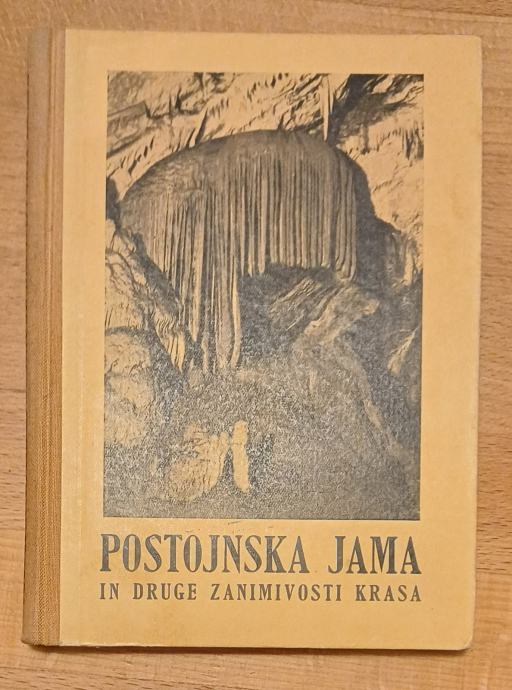 POSTOJNSKA JAMA
IN DRUGE ZANIMIVOSTI KRASA